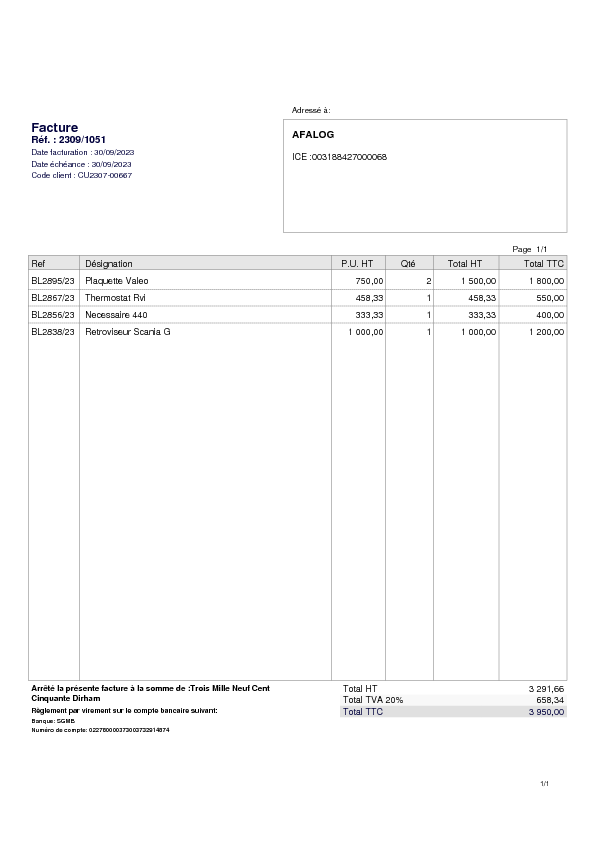 Adressé à:
Facture
Réf. : 2309/1051
Date facturation : 30/09/2023
Date échéance : 30/09/2023
Code client : CU2307-00667
AFALOG
ICE :003188427000068
Page 1/1
Ref Désignation P.U. HT Qté Total HT Total TTC
BL2895/23 Plaquette Valeo 750,00 2 1 500,00 1 800,00
BL2867/23 Thermostat Rvi 458,33 1 458,33 550,00
BL2856/23 Necessaire 440 333,33 1 333,33 400,00
BL2838/23 Retroviseur Scania G 1 000,00 1 1 000,00 1 200,00
Arrêté la présente facture à la somme de :Trois Mille Neuf Cent
Cinquante Dirham
Règlement par virement sur le compte bancaire suivant:
Banque: SGMB
Numéro de compte:
Total HT 3 291,66
Total TVA 20% 658,34
Total TTC 3 950,00
1/1